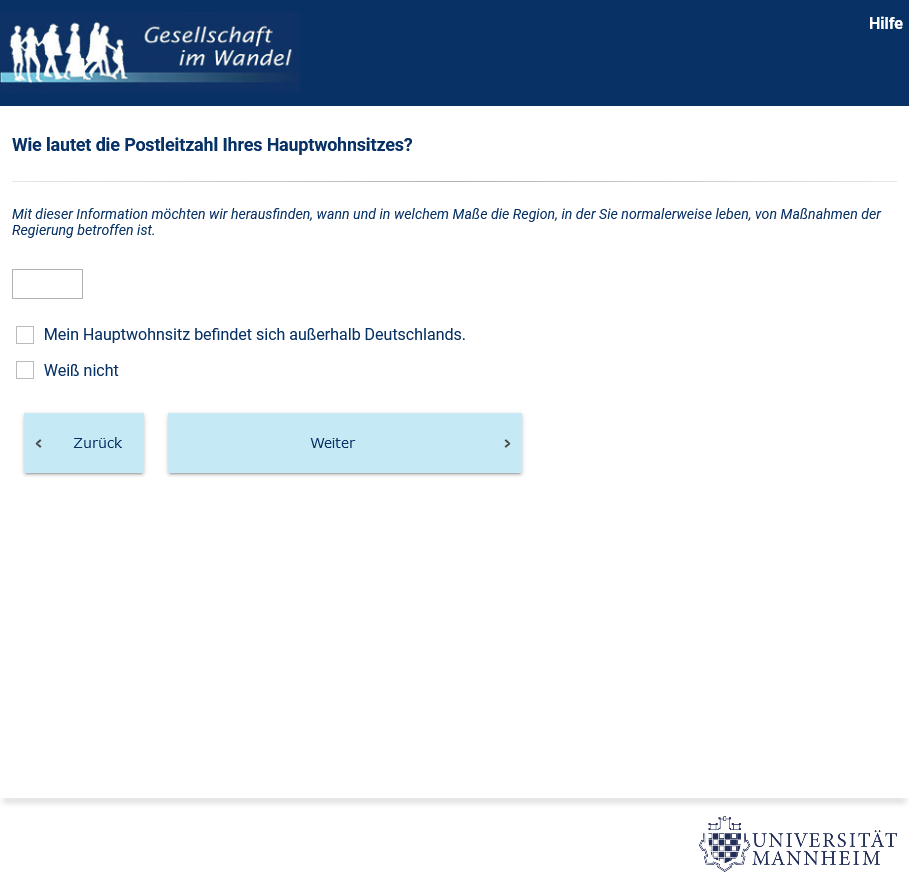 Gesellschaft
im Wandel
Hilfe
Wie lautet die Postleitzahl Ihres Hauptwohnsitzes?
Mit dieser Information möchten wir herausfinden, wann und in welchem Maße die Region, in der Sie normalerweise leben, von Maßnahmen der
Regierung betroffen ist.
Mein Hauptwohnsitz befindet sich außerhalb Deutschlands.
Weiß nicht
Zurück
Weiter
UNIVERSITÄT
MANNHEIM